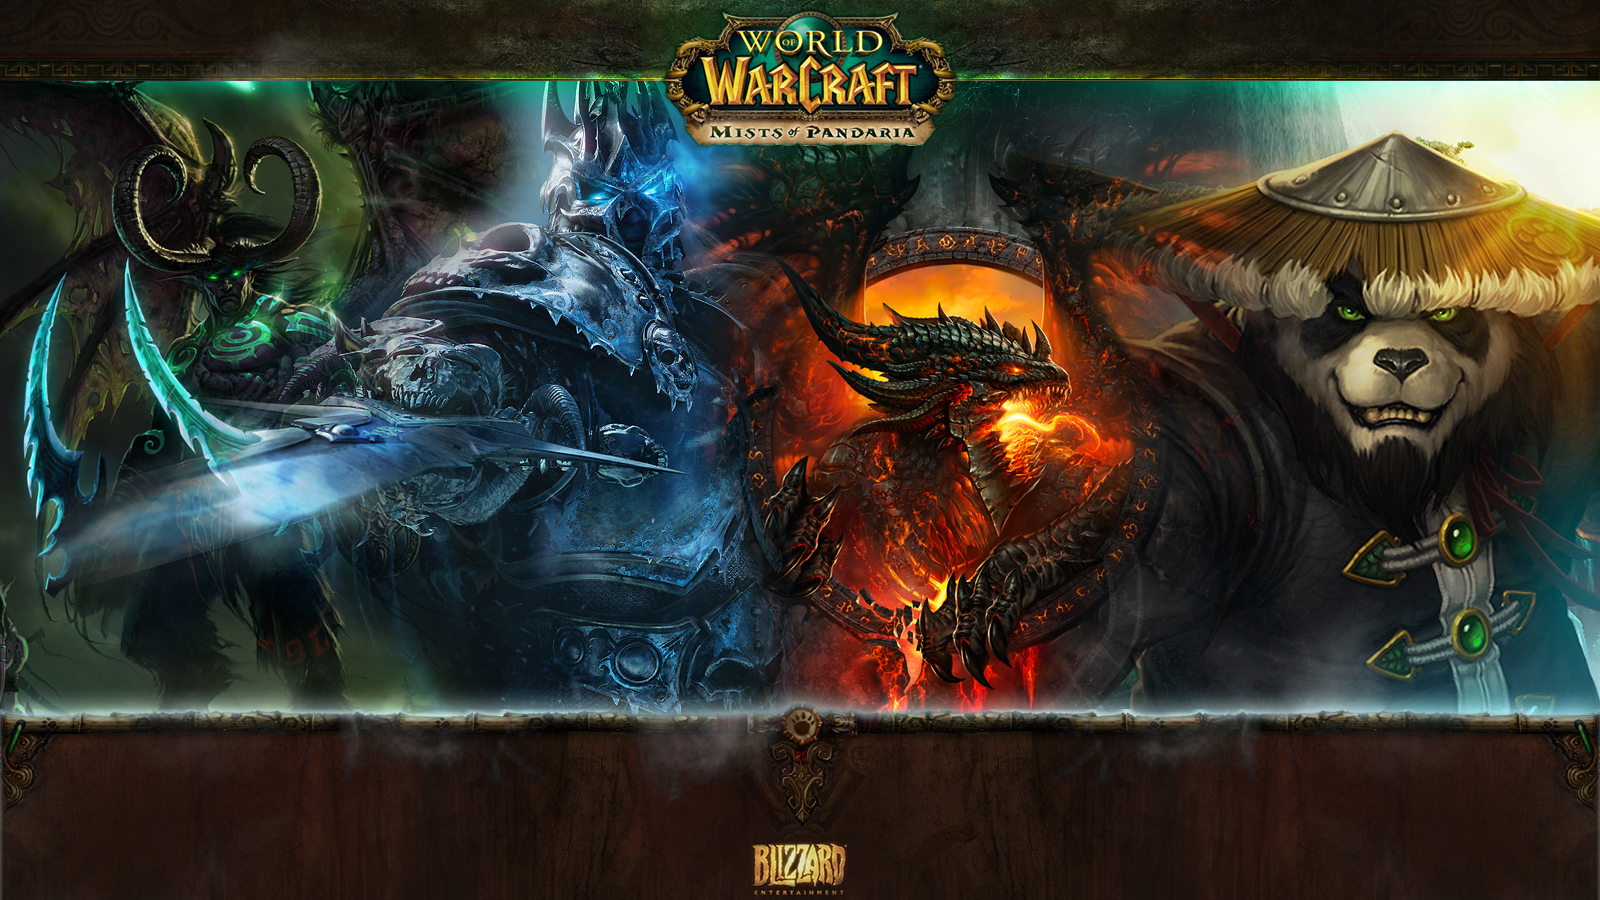 WORLD
OF
WARCRAFT
MISTS of PANDARIA
BLIZZARD
ENTERTAINMENT